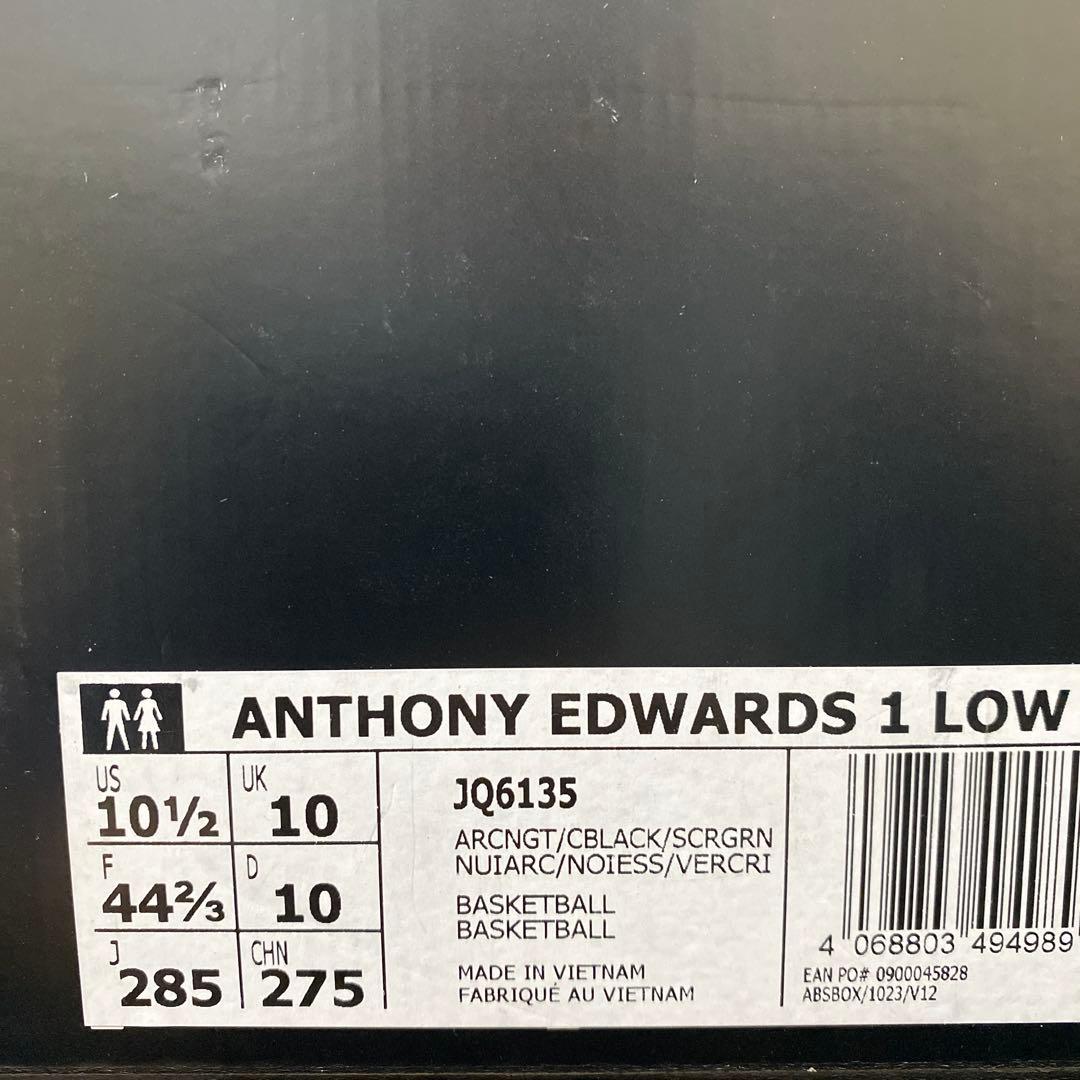 ANTHONY EDWARDS 1 LOW
US
10½
UK
10
F
44⅔
D
10
J
285
CHN
275
JQ6135
ARCNGT/CBLACK/SCRGRN
NUIARC/NOIESS/VERCRI
BASKETBALL
BASKETBALL
MADE IN VIETNAM
FABRIQUÉ AU VIETNAM
4 068803 494989
EAN PO# 0900045828
ABSBOX/1023/V12